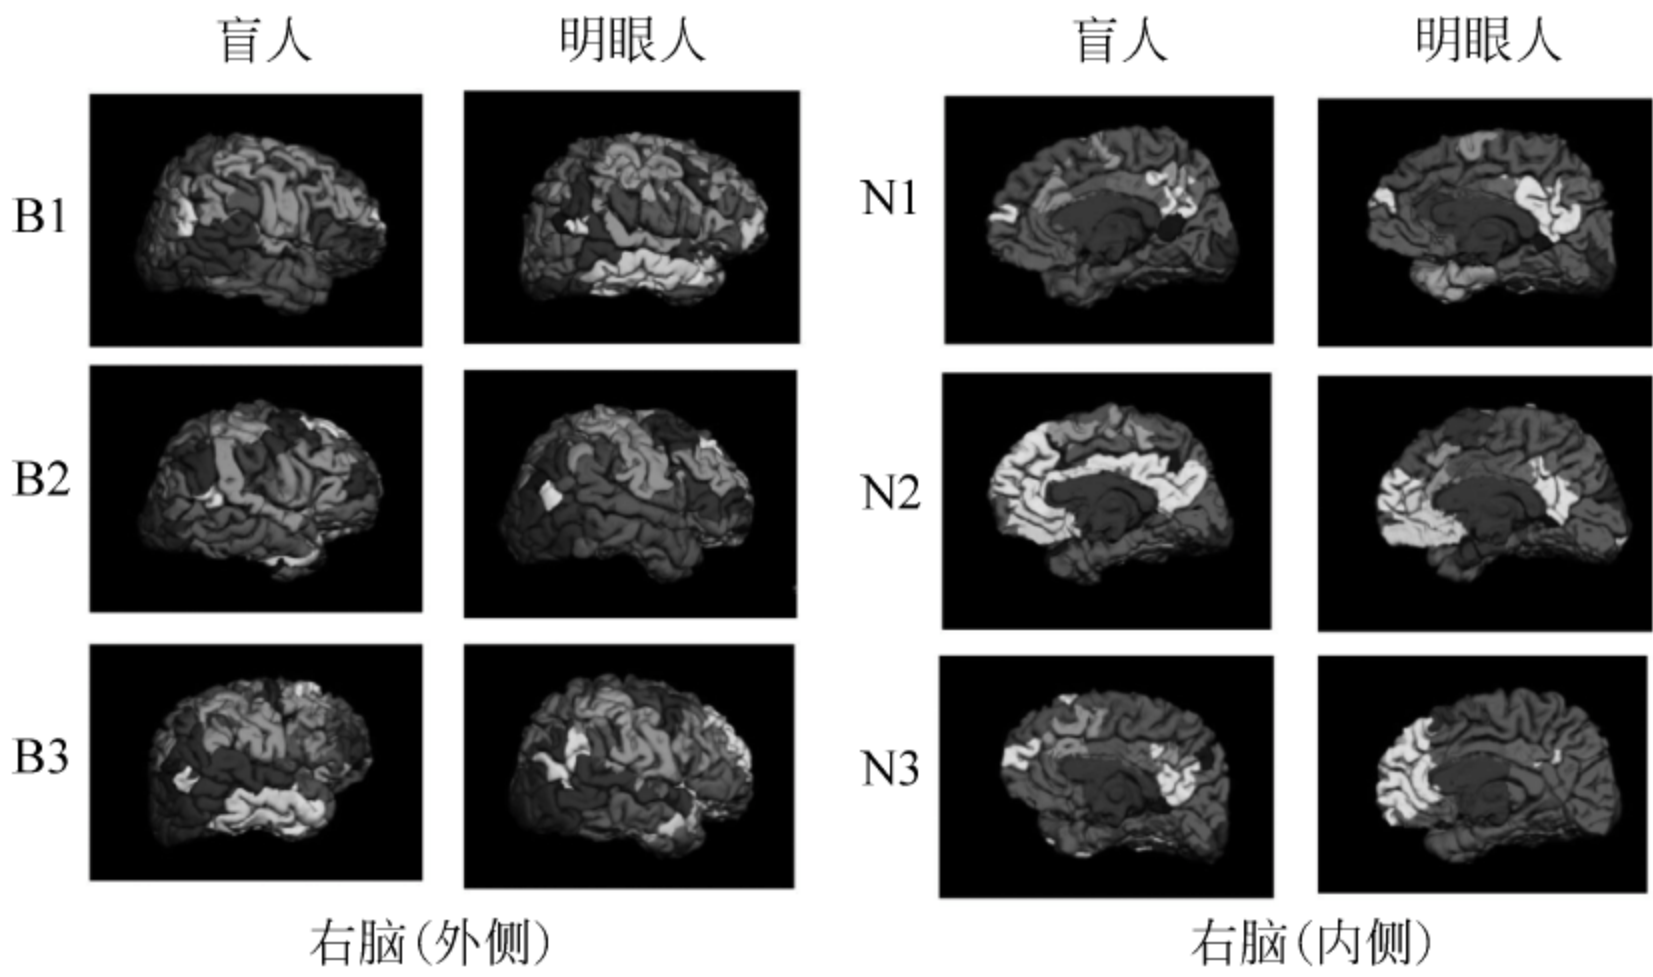 盲人 明眼人 盲人 明眼人
B1 N1
B2 N2
B3 N3
右脑(外侧) 右脑(内侧)